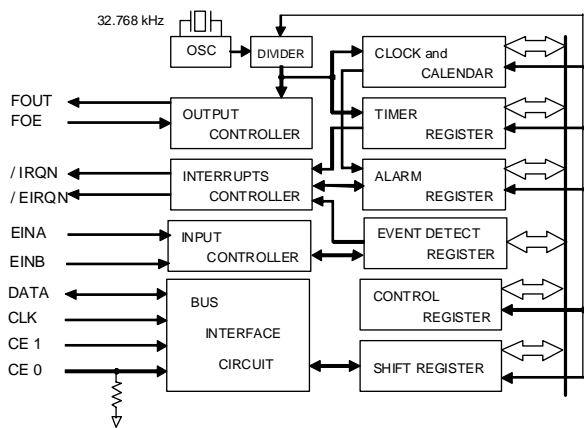 32.768 kHz
OSC
DIVIDER
CLOCK and
CALENDAR
FOUT
FOE
OUTPUT
CONTROLLER
TIMER
REGISTER
/ IRQN
/ EIRQN
INTERRUPTS
CONTROLLER
ALARM
REGISTER
EINA
EINB
INPUT
CONTROLLER
EVENT DETECT
REGISTER
DATA
CLK
CE 1
CE 0
BUS
INTERFACE
CIRCUIT
CONTROL
REGISTER
SHIFT REGISTER